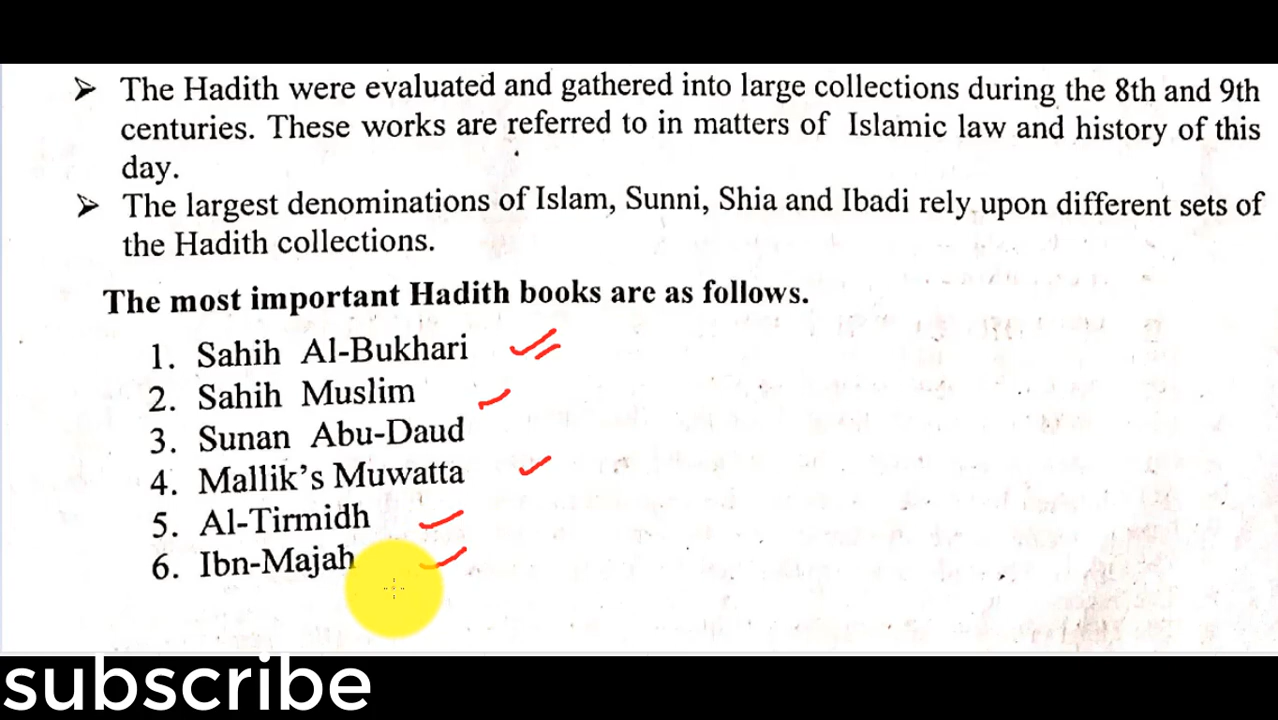 ➢ The Hadith were evaluated and gathered into large collections during the 8th and 9th
centuries. These works are referred to in matters of Islamic law and history of this
day.
➢ The largest denominations of Islam, Sunni, Shia and Ibadi rely upon different sets of
the Hadith collections.
The most important Hadith books are as follows.
1. Sahih Al-Bukhari
2. Sahih Muslim
3. Sunan Abu-Daud
4. Mallik’s Muwatta
5. Al-Tirmidh
6. Ibn-Majah
subscribe